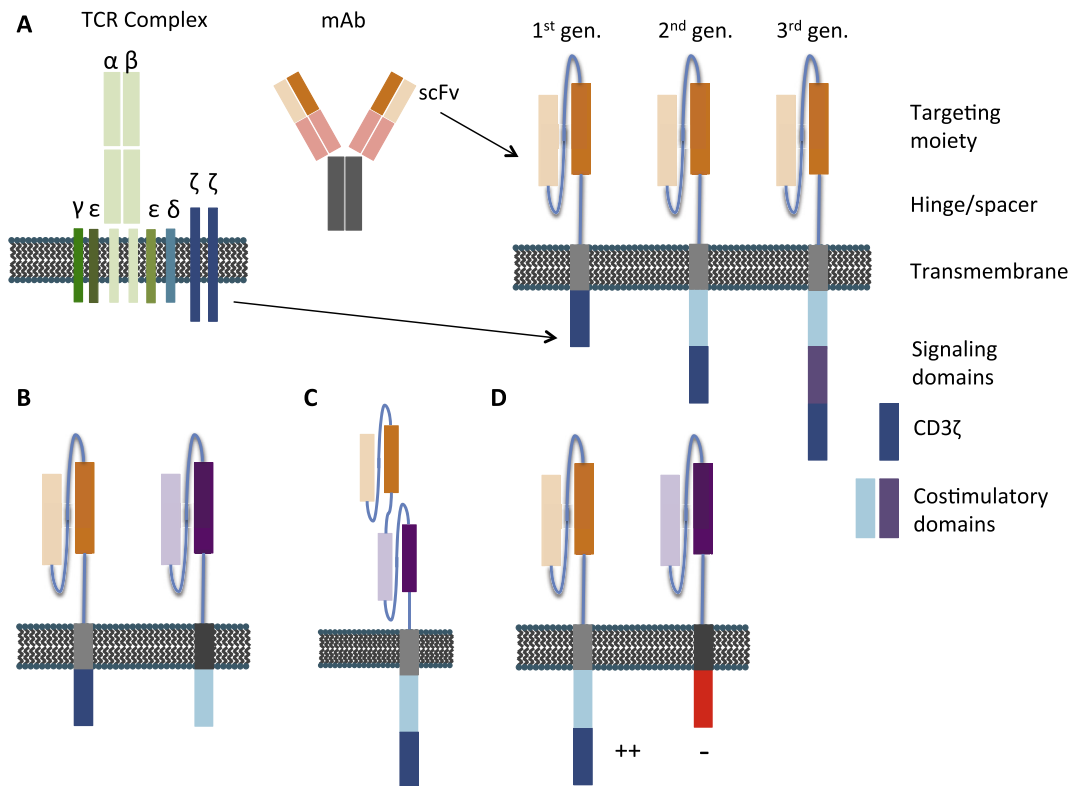 A
TCR Complex
mAb
α β
scFv
γ ε ε δ ζ ζ
1st gen.
2nd gen.
3rd gen.
Targeting
moiety
Hinge/spacer
Transmembrane
Signaling
domains
CD3ζ
Costimulatory
domains
B
C
D
++
-